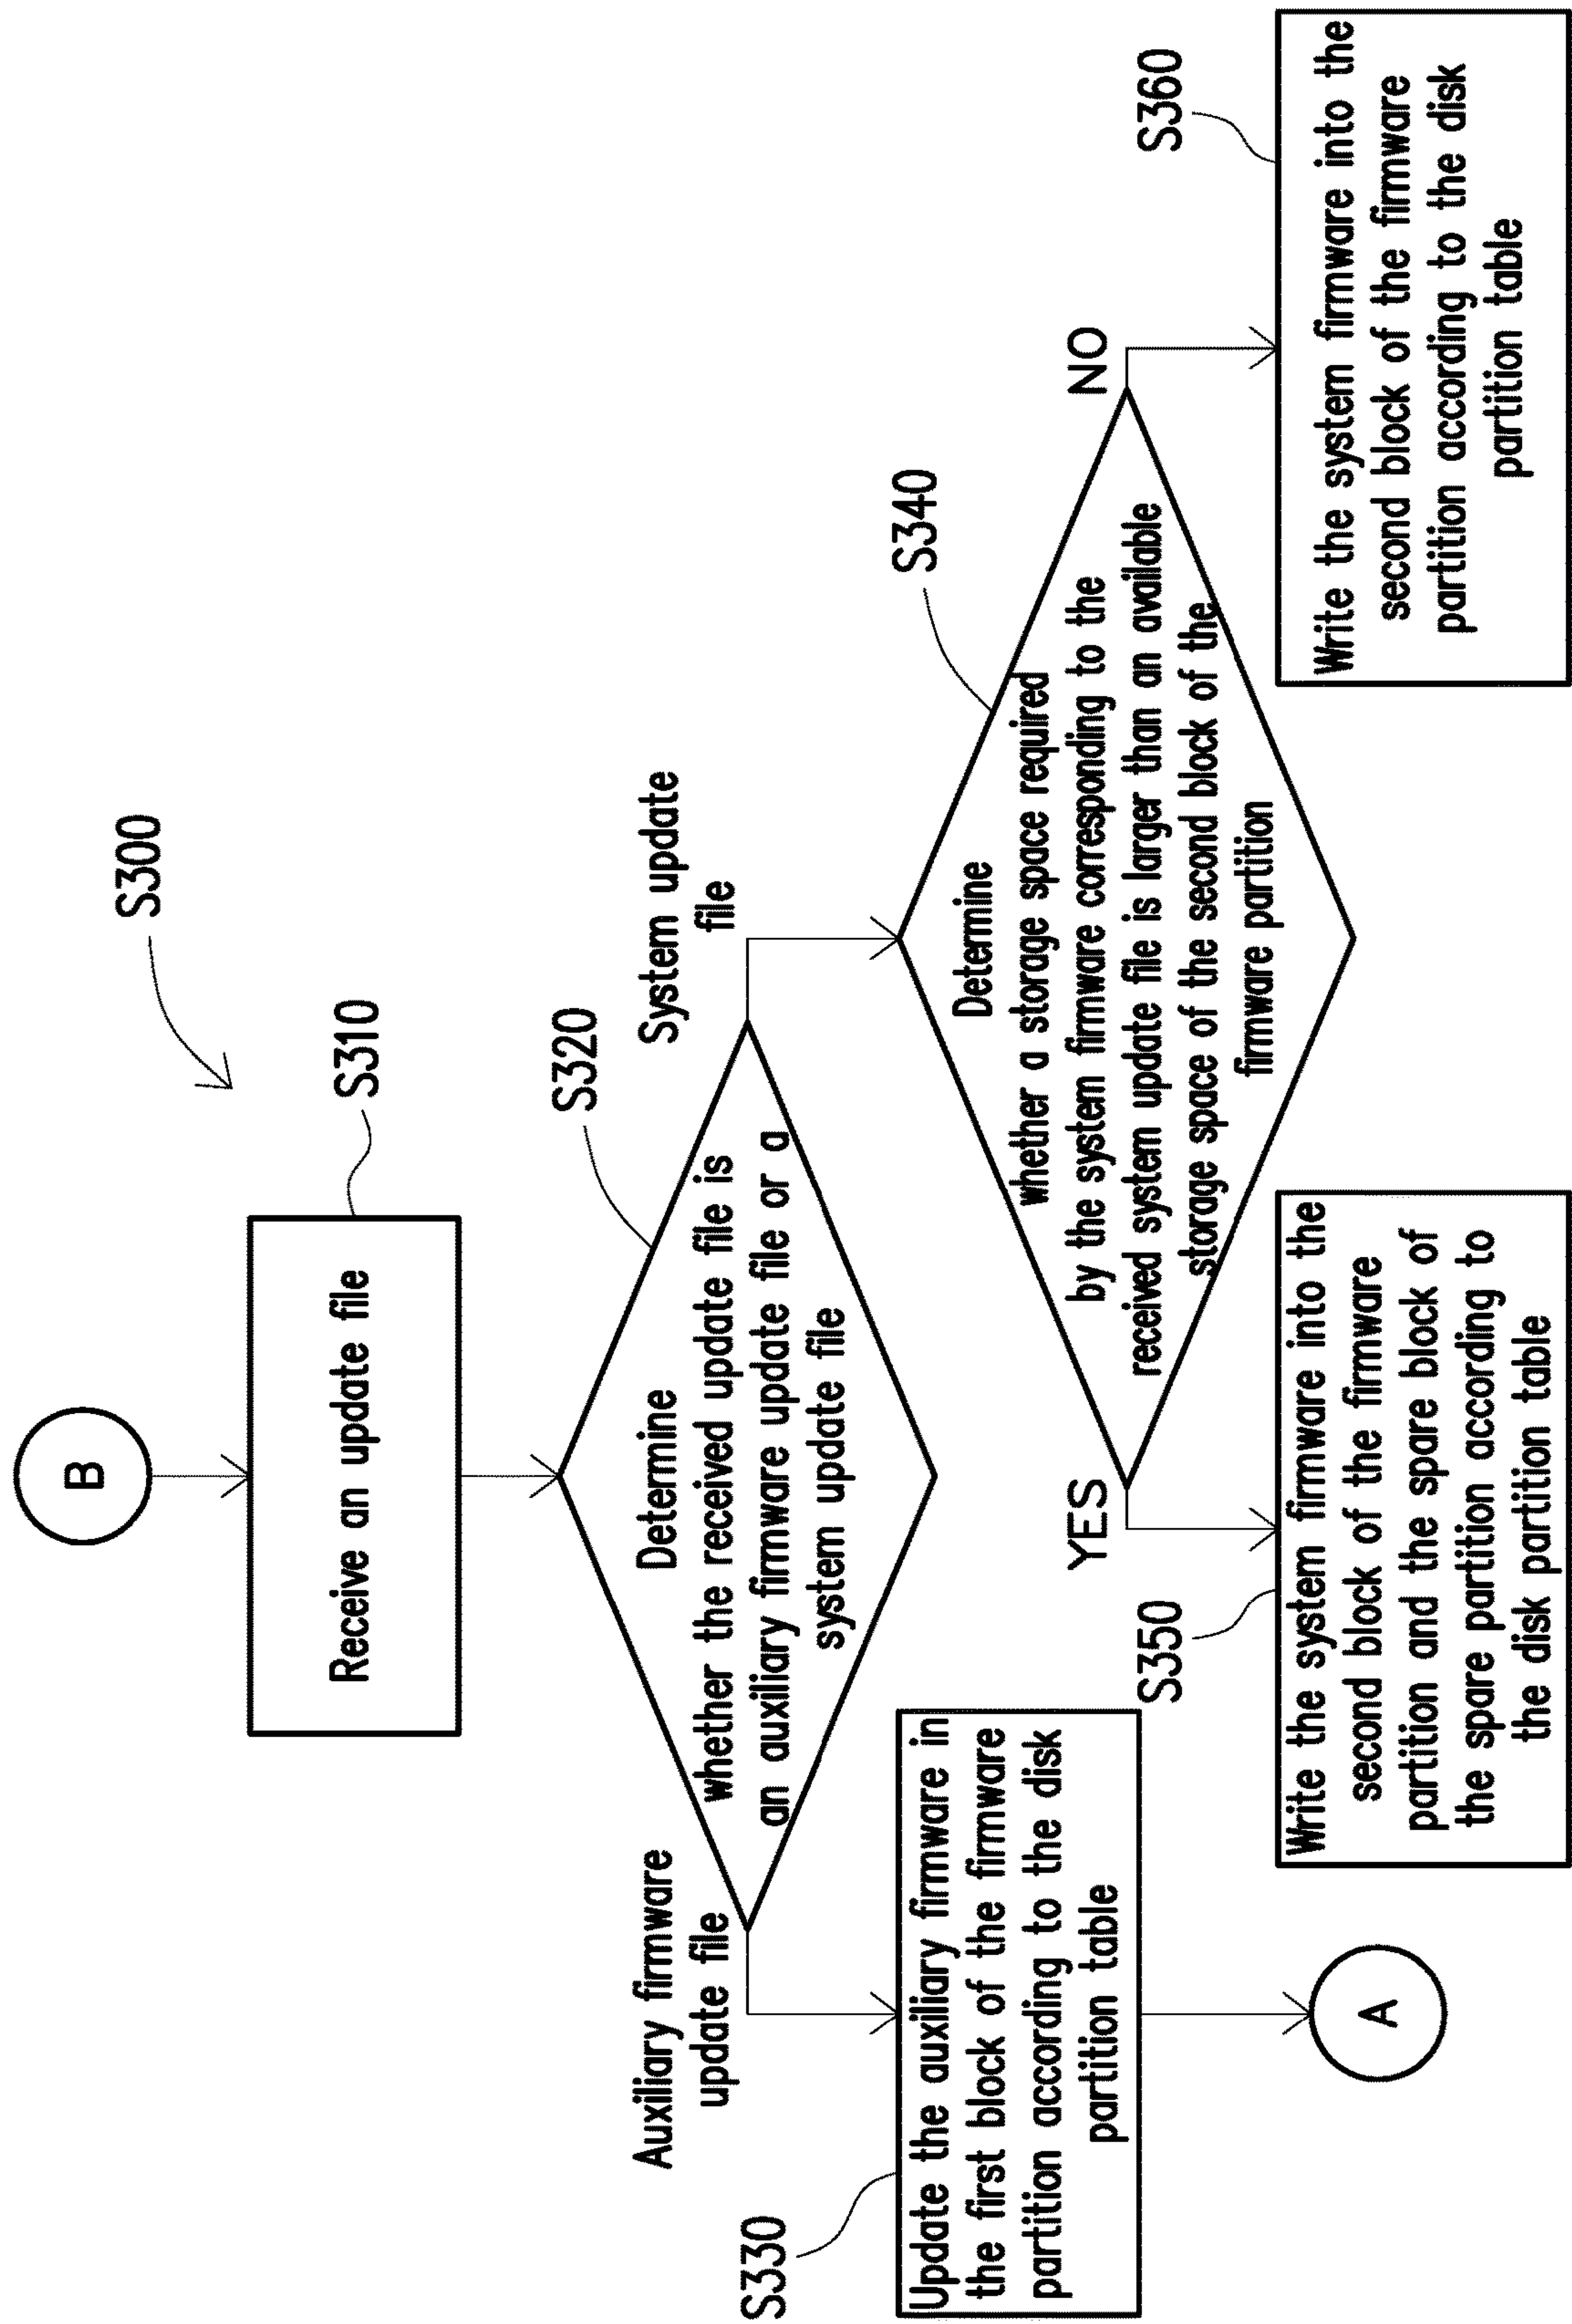 S300
B
Receive an update file
S310
Determine
whether the received update file is
an auxiliary firmware update file or a
system update file
S320
Auxiliary firmware
update file
System update
file
Update the auxiliary firmware in
the first block of the firmware
partition according to the disk
partition table
S330
A
Determine
whether a storage space required
by the system firmware corresponding to the
received system update file is larger than an available
storage space of the second block of the
firmware partition
S340
YES
NO
Write the system firmware into the
second block of the firmware
partition and the spare block of
the spare partition according to
the disk partition table
S350
Write the system firmware into the
second block of the firmware
partition according to the disk
partition table
S360